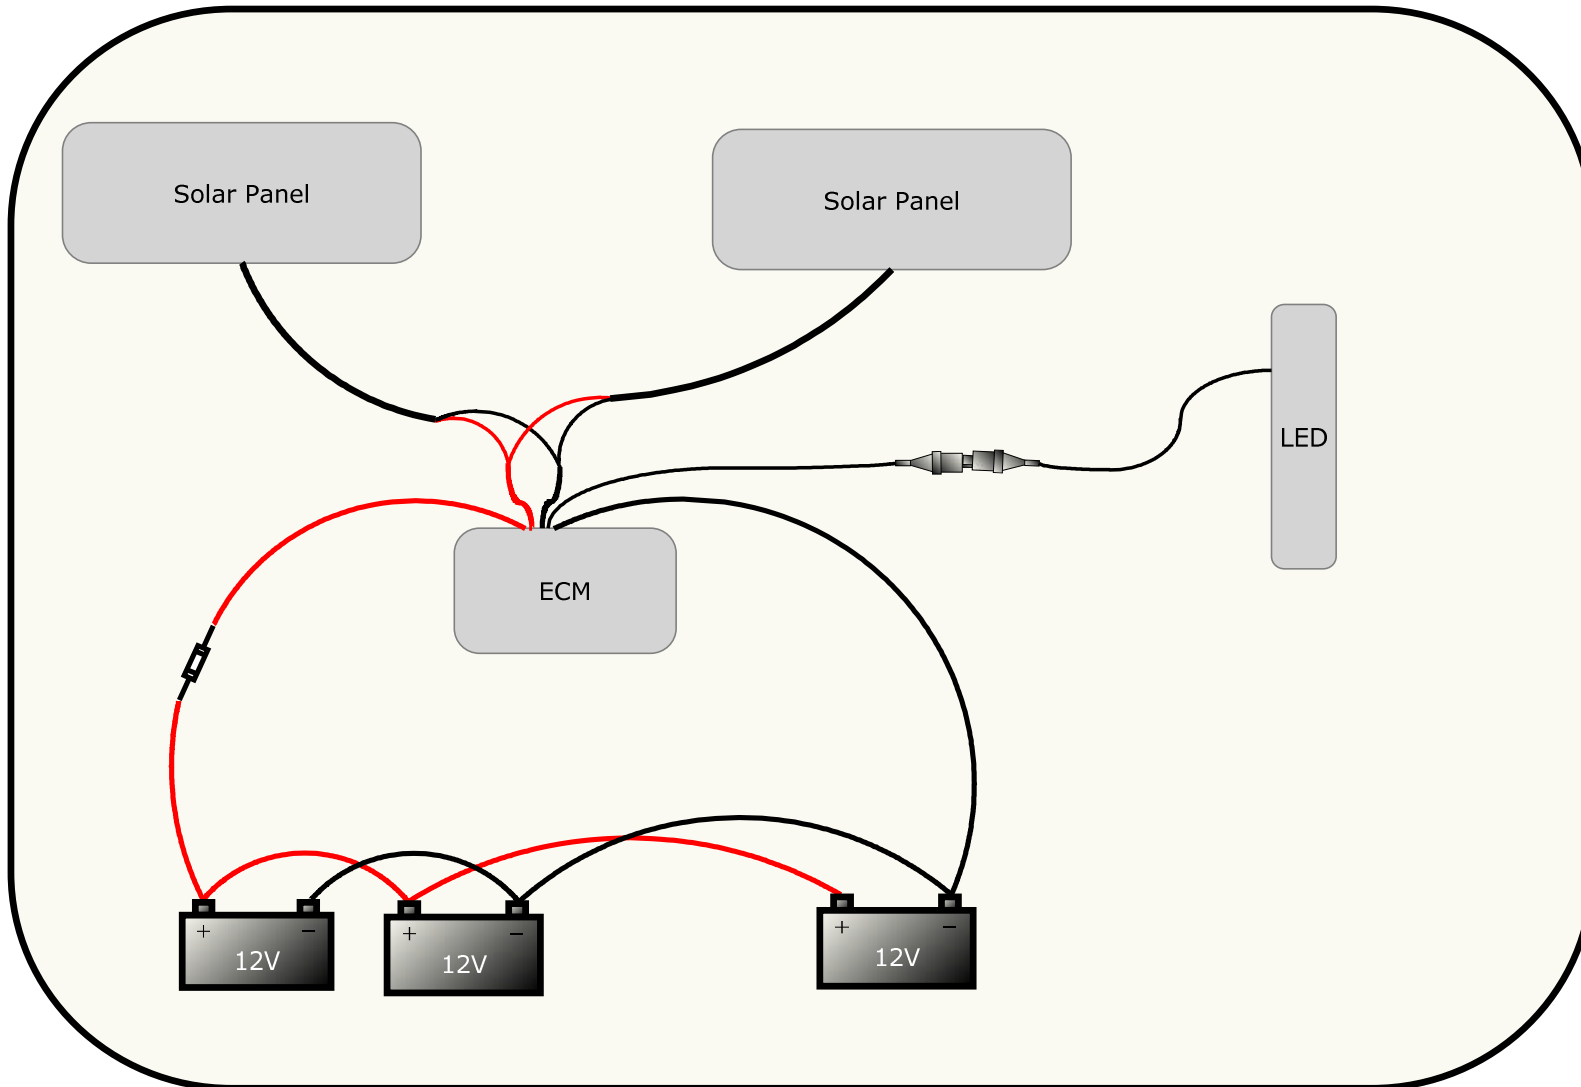 Solar Panel
Solar Panel
LED
ECM
+ −
12V
+ −
12V
+ −
12V